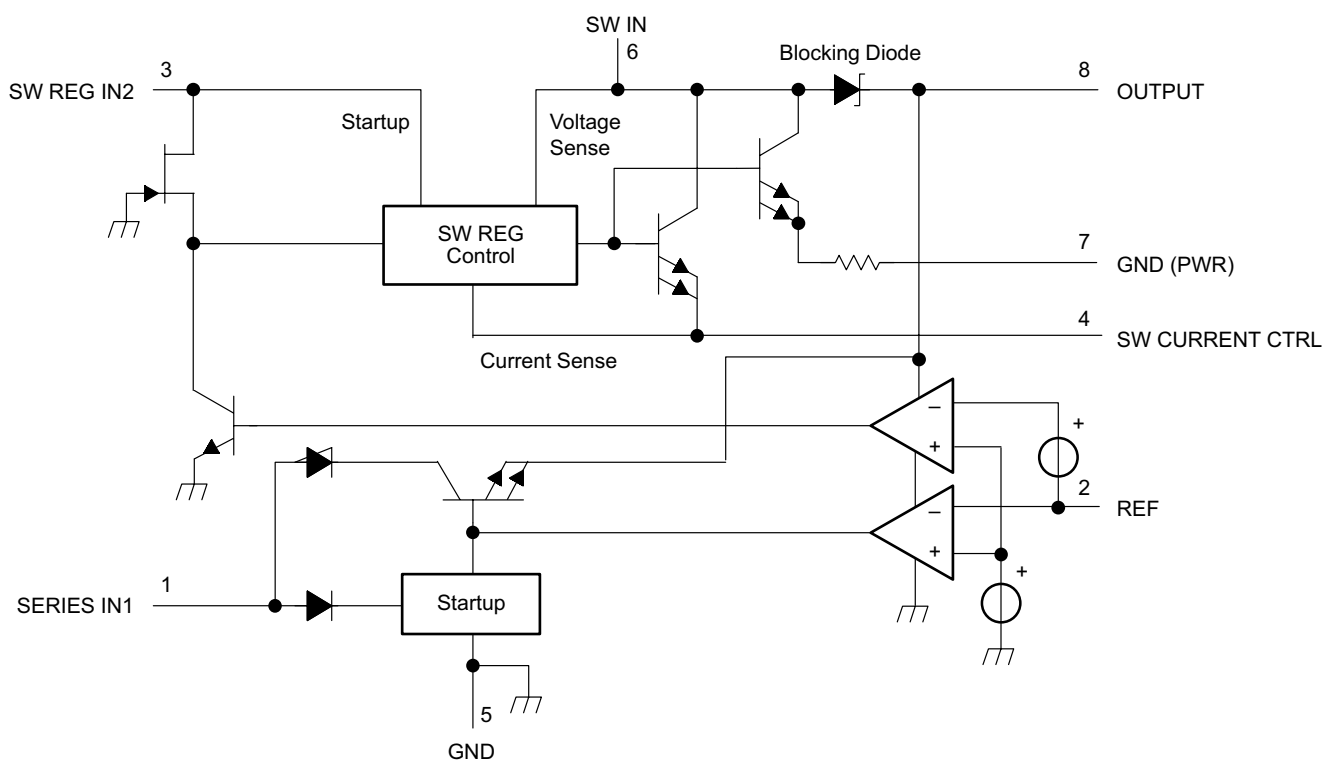 SW IN
6
Blocking Diode
3
8
SW REG IN2
OUTPUT
Startup
Voltage
Sense
SW REG
Control
7
GND (PWR)
4
SW CURRENT CTRL
Current Sense
–
+
+
2
REF
–
+
+
1
SERIES IN1
Startup
5
GND